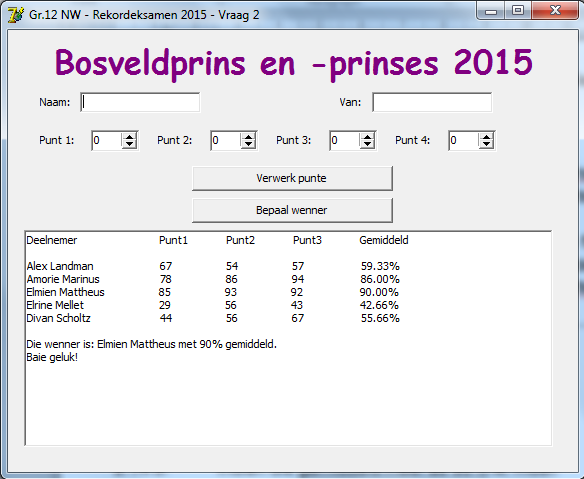 Gr.12 NW - Rekordeksamen 2015 - Vraag 2
Bosveldprins en -prinses 2015
Naam: Van:
Punt 1: 0 Punt 2: 0 Punt 3: 0 Punt 4: 0
Verwerk punte
Bepaal wenner
Deelnemer Punt1 Punt2 Punt3 Gemiddeld
Alex Landman 67 54 57 59.33%
Amorie Marinus 78 86 94 86.00%
Elmien Mattheus 85 93 92 90.00%
Elrine Mellet 29 56 43 42.66%
Divan Scholtz 44 56 67 55.66%
Die wenner is: Elmien Mattheus met 90% gemiddeld.
Baie geluk!